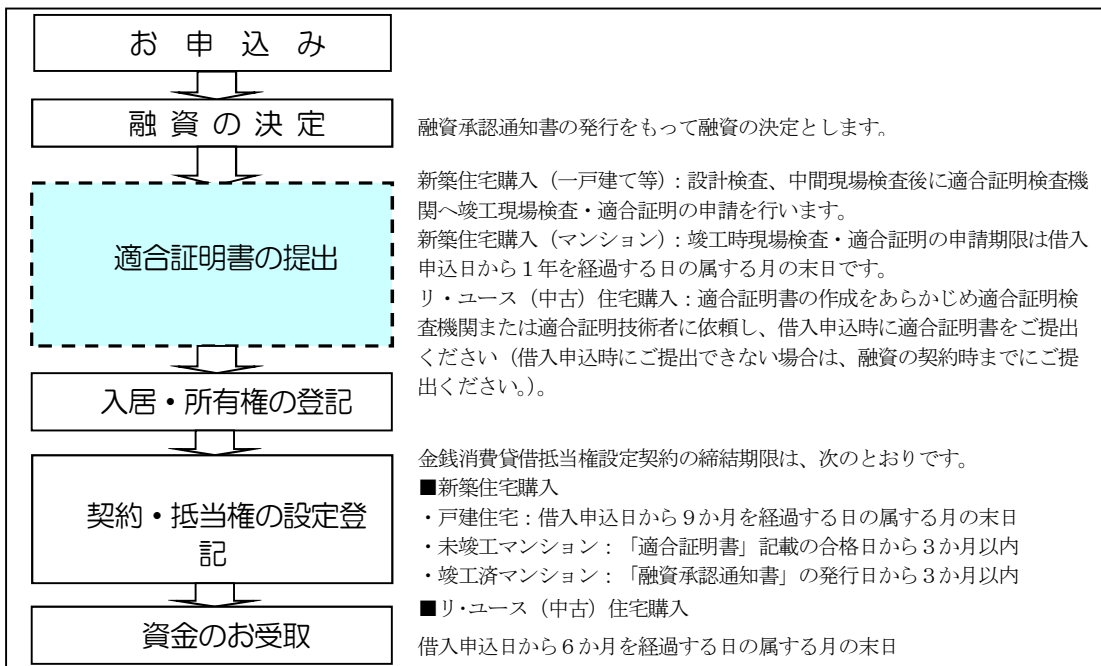 お 申 込 み
融 資 の 決 定
融資承認通知書の発行をもって融資の決定とします。
適合証明書の提出
新築住宅購入（一戸建て等）：設計検査、中間現場検査後に適合証明検査機
関へ竣工現場検査・適合証明の申請を行います。
新築住宅購入（マンション）：竣工時現場検査・適合証明の申請期限は借入
申込日から１年を経過する日の属する月の末日です。
リ・ユース（中古）住宅購入：適合証明書の作成をあらかじめ適合証明検
査機関または適合証明技術者に依頼し、借入申込時に適合証明書をご提出
ください（借入申込時にご提出できない場合は、融資の契約時までにご提
出ください。）。
入居・所有権の登記
契約・抵当権の設定登
記
金銭消費貸借抵当権設定契約の締結期限は、次のとおりです。
■新築住宅購入
・戸建住宅：借入申込日から９か月を経過する日の属する月の末日
・未竣工マンション：「適合証明書」記載の合格日から３か月以内
・竣工済マンション：「融資承認通知書」の発行日から３か月以内
■リ・ユース（中古）住宅購入
借入申込日から６か月を経過する日の属する月の末日
資金のお受取